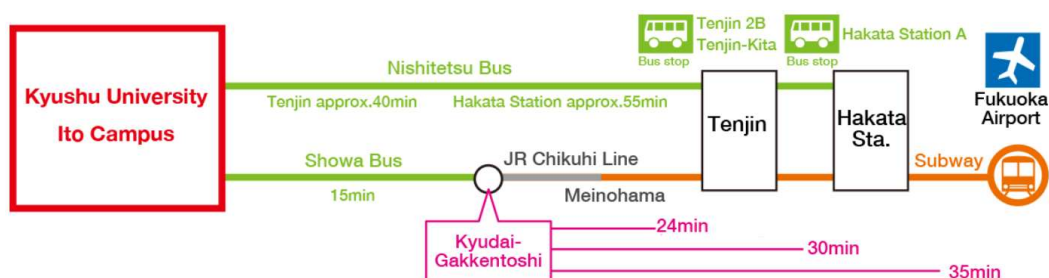 Kyushu University
Ito Campus
Nishitetsu Bus
Tenjin approx.40min
Hakata Station approx.55min
Tenjin 2B
Tenjin-Kita
Bus stop
Hakata Station A
Bus stop
Tenjin
Hakata
Sta.
Fukuoka
Airport
Showa Bus
15min
JR Chikuhi Line
Meinohama
Subway
Kyudai-
Gakkentoshi
24min
30min
35min